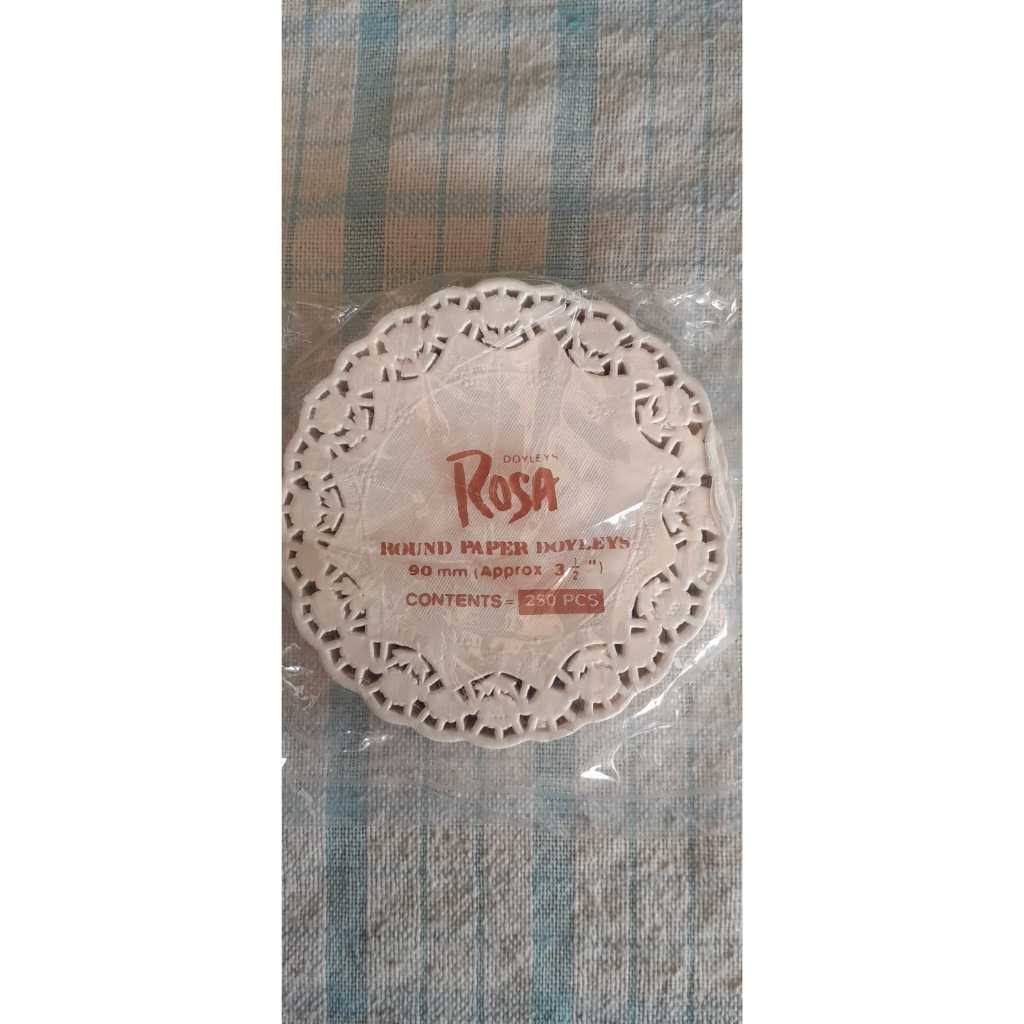 DOYLEYS
ROSA
ROUND PAPER DOYLEYS
90 mm (Approx 3 ½ ")
CONTENTS = 250 PCS